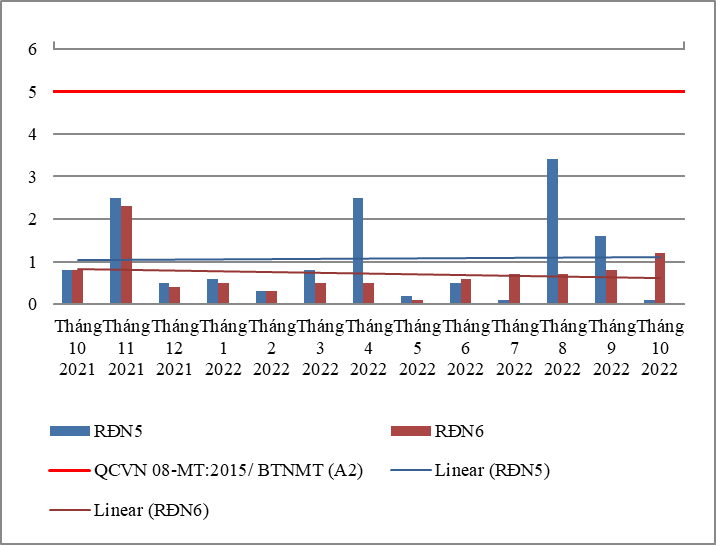 6
5
4
3
2
1
0
Tháng Tháng Tháng Tháng Tháng Tháng Tháng Tháng Tháng Tháng Tháng Tháng Tháng
10 11 12 1 2 3 4 5 6 7 8 9 10
2021 2021 2021 2022 2022 2022 2022 2022 2022 2022 2022 2022 2022
RĐN5 RĐN6
QCVN 08-MT:2015/ BTNMT (A2) Linear (RĐN5)
Linear (RĐN6)